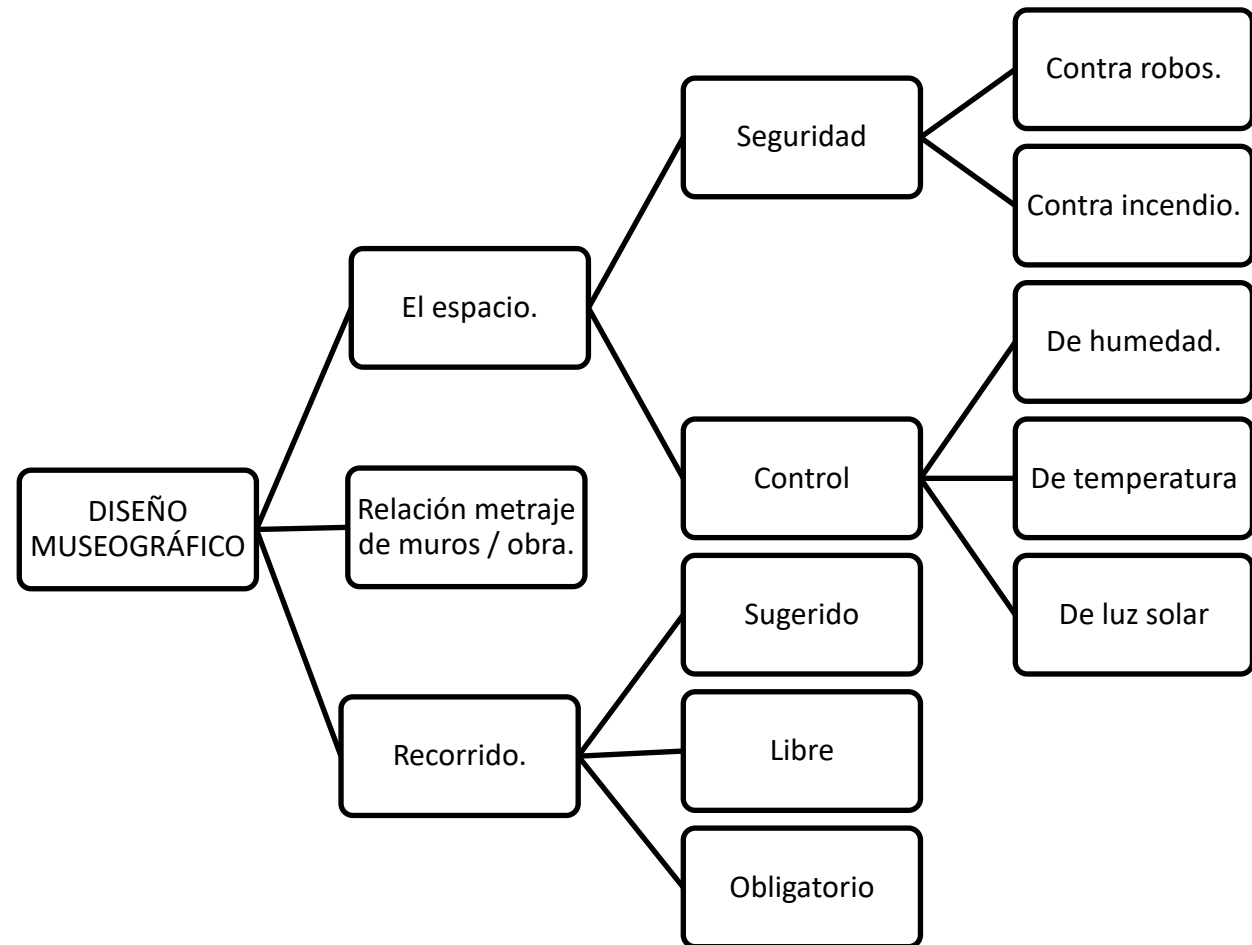 DISEÑO
MUSEOGRÁFICO
El espacio.
Seguridad
Contra robos.
Contra incendio.
Control
De humedad.
De temperatura
De luz solar
Relación metraje
de muros / obra.
Recorrido.
Sugerido
Libre
Obligatorio